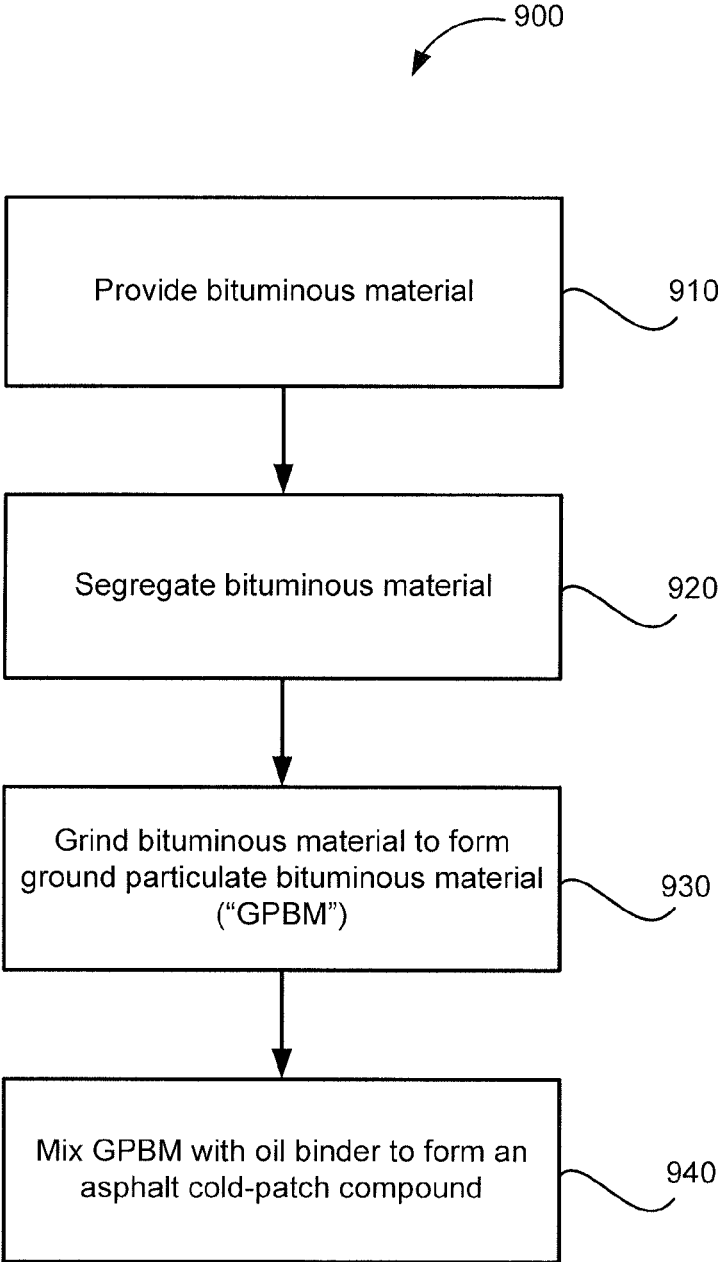 900
Provide bituminous material
910
Segregate bituminous material
920
Grind bituminous material to form
ground particulate bituminous material
(“GPBM”)
930
Mix GPBM with oil binder to form an
asphalt cold-patch compound
940